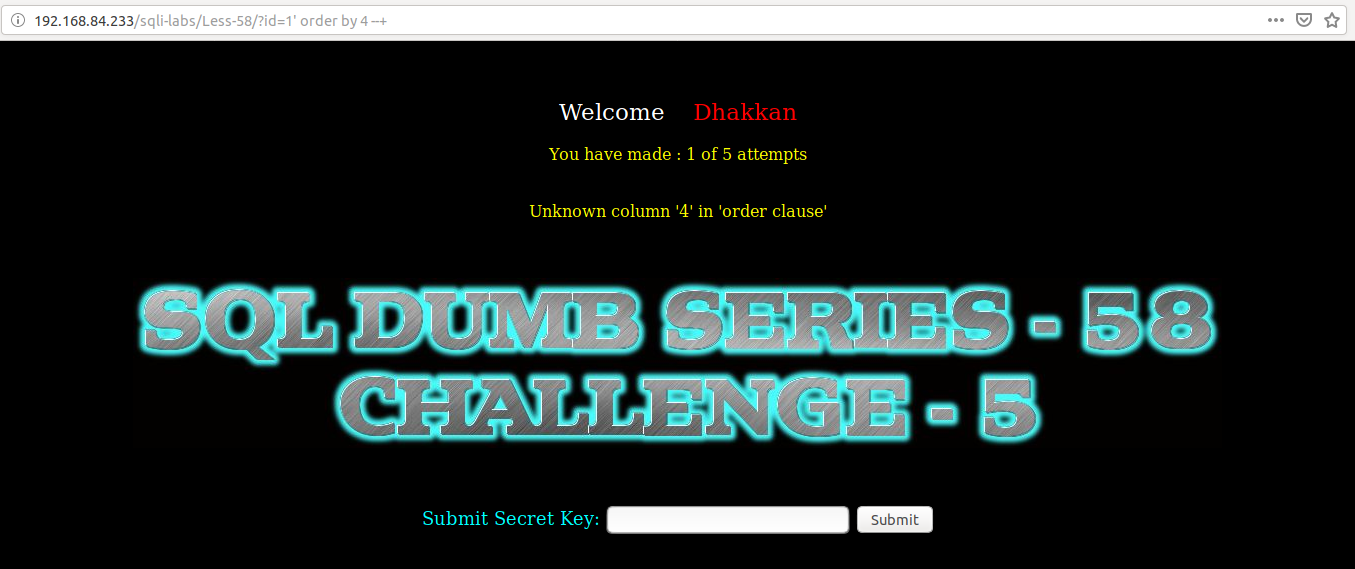 192.168.84.233/sqli-labs/Less-58/?id=1' order by 4 --+
Welcome Dhakkan
You have made : 1 of 5 attempts
Unknown column '4' in 'order clause'
SQL DUMB SERIES - 58
CHALLENGE - 5
Submit Secret Key: Submit